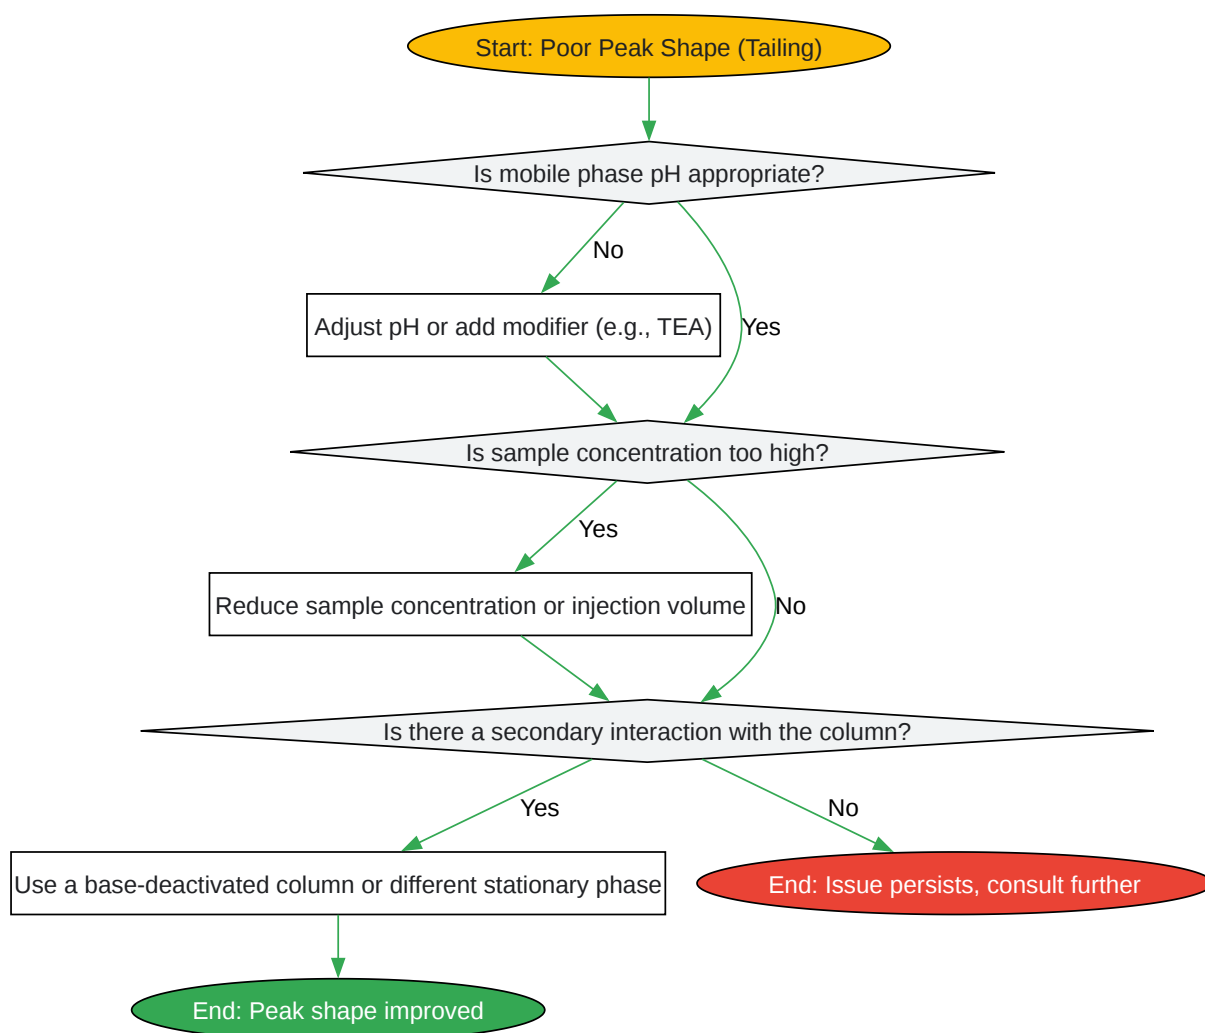 Start: Poor Peak Shape (Tailing)
Is mobile phase pH appropriate?
No
Adjust pH or add modifier (e.g., TEA)
Yes
Is sample concentration too high?
Yes
Reduce sample concentration or injection volume
No
Is there a secondary interaction with the column?
Yes
No
Use a base-deactivated column or different stationary phase
End: Issue persists, consult further
End: Peak shape improved